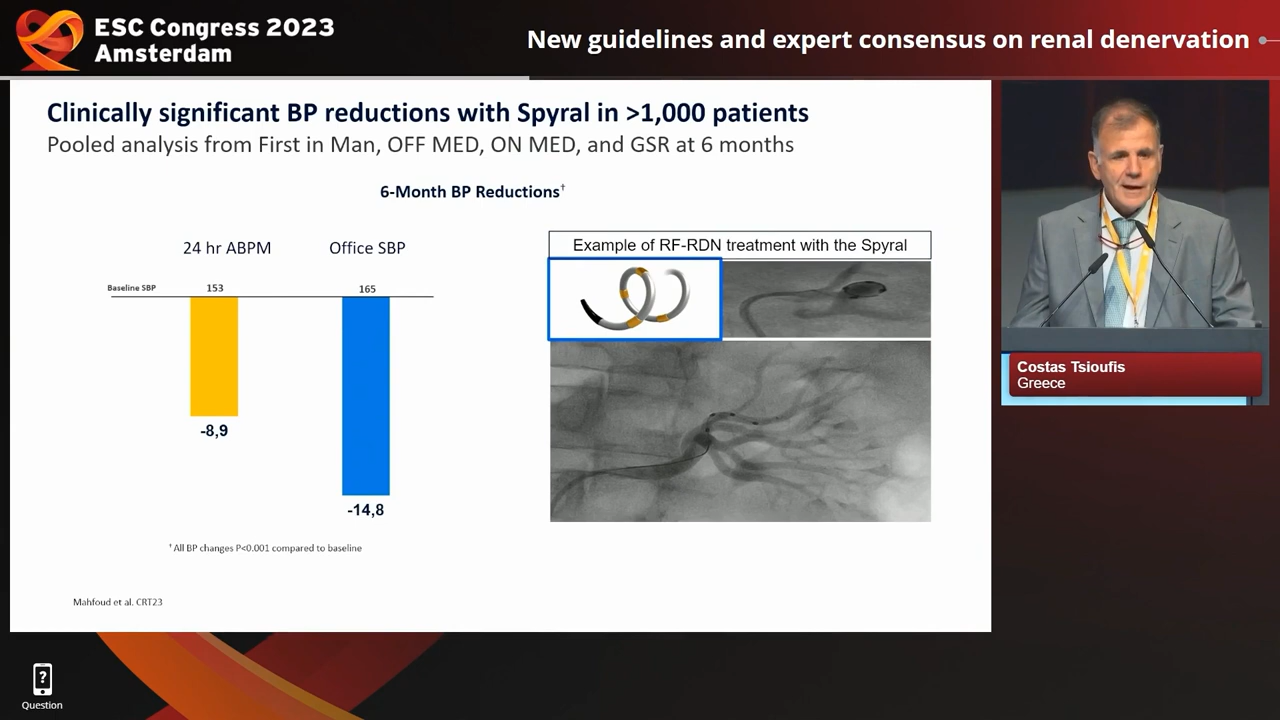 ESC Congress 2023
Amsterdam
New guidelines and expert consensus on renal denervation
Clinically significant BP reductions with Spyral in >1,000 patients
Pooled analysis from First in Man, OFF MED, ON MED, and GSR at 6 months
6-Month BP Reductions†
24 hr ABPM
Office SBP
Baseline SBP
153
165
-8,9
-14,8
† All BP changes P<0.001 compared to baseline
Mahfoud et al. CRT23
Example of RF-RDN treatment with the Spyral
Costas Tsioufis
Greece
?
Question